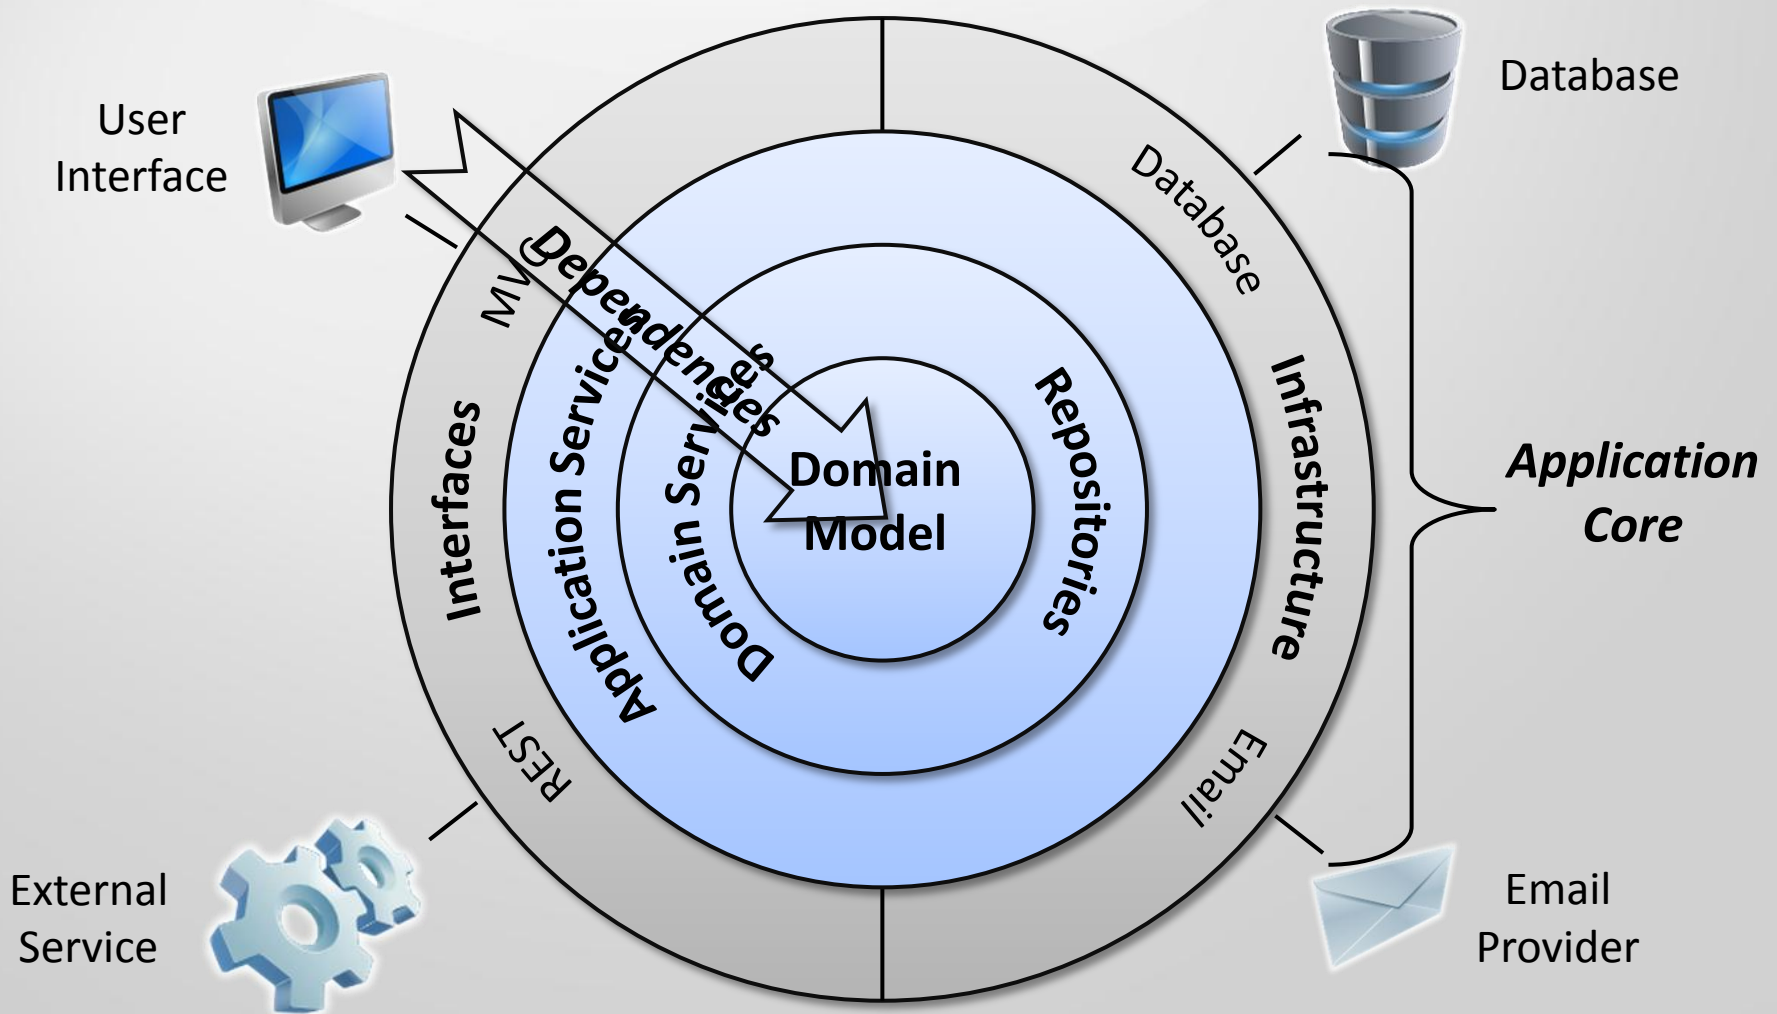 User
Interface
Database
MVC
Dependencies
Database
Interfaces
Application Services
Domain Services
Domain
Model
Repositories
Infrastructure
Application
Core
REST
Email
External
Service
Email
Provider